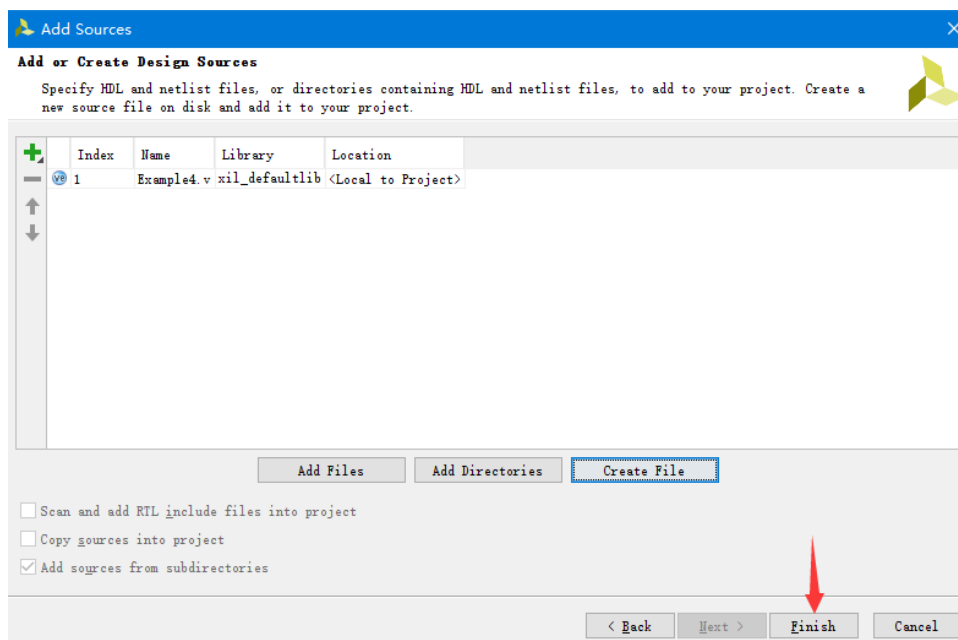 Add Sources
Add or Create Design Sources
Specify HDL and netlist files, or directories containing HDL and netlist files, to add to your project. Create a
new source file on disk and add it to your project.
Index Name Library Location
1 Example4.v xil_defaultlib <Local to Project>
Add Files Add Directories Create File
Scan and add RTL include files into project
Copy sources into project
Add sources from subdirectories
< Back Next > Finish Cancel